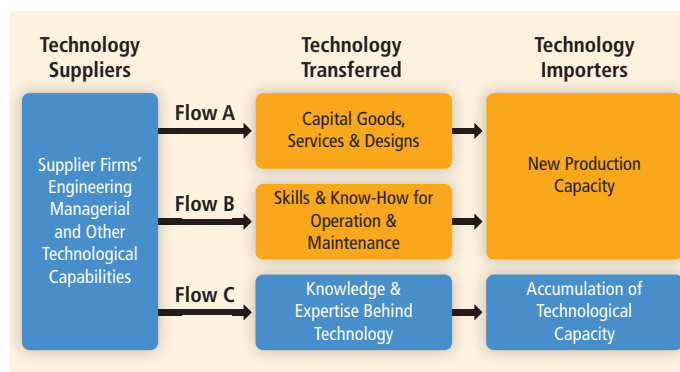 Technology
Suppliers
Technology
Transferred
Technology
Importers
Supplier Firms'
Engineering
Managerial
and Other
Technological
Capabilities
Flow A
Capital Goods,
Services & Designs
New Production
Capacity
Flow B
Skills & Know-How for
Operation &
Maintenance
Flow C
Knowledge &
Expertise Behind
Technology
Accumulation of
Technological
Capacity